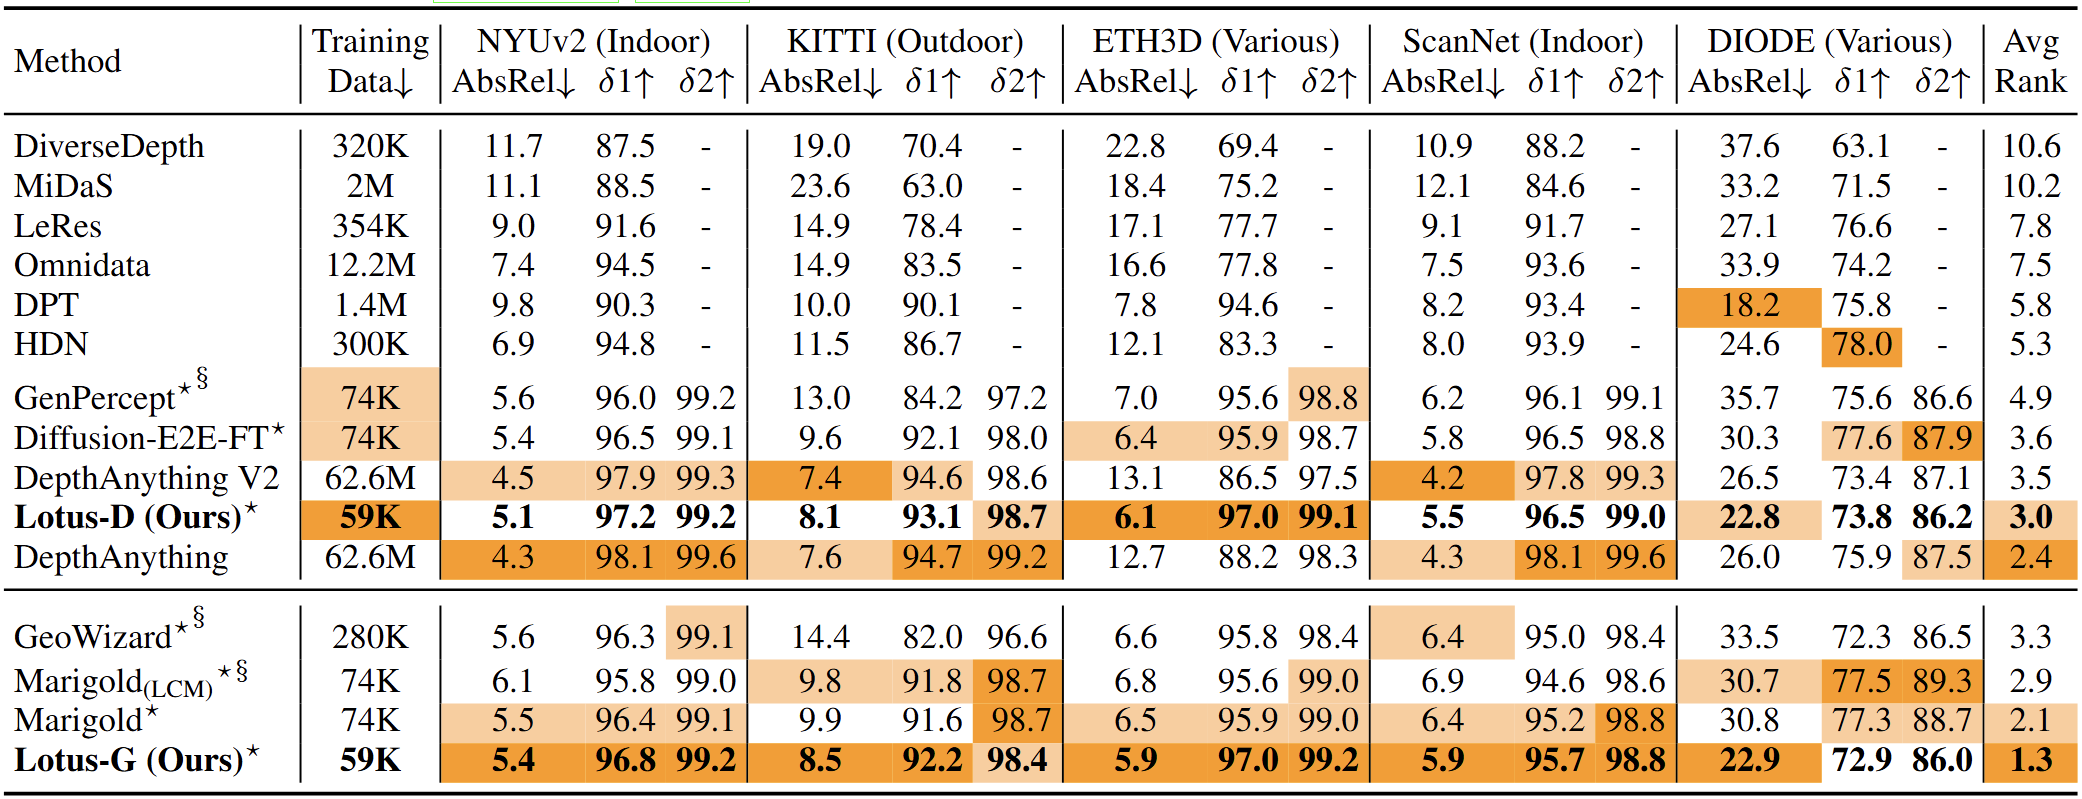 Method Training NYUv2 (Indoor) KITTI (Outdoor) ETH3D (Various) ScanNet (Indoor) DIODE (Various) Avg
Data↓ AbsRel↓ δ1↑ δ2↑ AbsRel↓ δ1↑ δ2↑ AbsRel↓ δ1↑ δ2↑ AbsRel↓ δ1↑ δ2↑ AbsRel↓ δ1↑ δ2↑ Rank
DiverseDepth 320K 11.7 87.5 - 19.0 70.4 - 22.8 69.4 - 10.9 88.2 - 37.6 63.1 - 10.6
MiDaS 2M 11.1 88.5 - 23.6 63.0 - 18.4 75.2 - 12.1 84.6 - 33.2 71.5 - 10.2
LeRes 354K 9.0 91.6 - 14.9 78.4 - 17.1 77.7 - 9.1 91.7 - 27.1 76.6 - 7.8
Omnidata 12.2M 7.4 94.5 - 14.9 83.5 - 16.6 77.8 - 7.5 93.6 - 33.9 74.2 - 7.5
DPT 1.4M 9.8 90.3 - 10.0 90.1 - 7.8 94.6 - 8.2 93.4 - 18.2 75.8 - 5.8
HDN 300K 6.9 94.8 - 11.5 86.7 - 12.1 83.3 - 8.0 93.9 - 24.6 78.0 - 5.3
GenPercept⋆§ 74K 5.6 96.0 99.2 13.0 84.2 97.2 7.0 95.6 98.8 6.2 96.1 99.1 35.7 75.6 86.6 4.9
Diffusion-E2E-FT⋆ 74K 5.4 96.5 99.1 9.6 92.1 98.0 6.4 95.9 98.7 5.8 96.5 98.8 30.3 77.6 87.9 3.6
DepthAnything V2 62.6M 4.5 97.9 99.3 7.4 94.6 98.6 13.1 86.5 97.5 4.2 97.8 99.3 26.5 73.4 87.1 3.5
Lotus-D (Ours)⋆ 59K 5.1 97.2 99.2 8.1 93.1 98.7 6.1 97.0 99.1 5.5 96.5 99.0 22.8 73.8 86.2 3.0
DepthAnything 62.6M 4.3 98.1 99.6 7.6 94.7 99.2 12.7 88.2 98.3 4.3 98.1 99.6 26.0 75.9 87.5 2.4
GeoWizard⋆§ 280K 5.6 96.3 99.1 14.4 82.0 96.6 6.6 95.8 98.4 6.4 95.0 98.4 33.5 72.3 86.5 3.3
Marigold(LCM)⋆§ 74K 6.1 95.8 99.0 9.8 91.8 98.7 6.8 95.6 99.0 6.9 94.6 98.6 30.7 77.5 89.3 2.9
Marigold⋆ 74K 5.5 96.4 99.1 9.9 91.6 98.7 6.5 95.9 99.0 6.4 95.2 98.8 30.8 77.3 88.7 2.1
Lotus-G (Ours)⋆ 59K 5.4 96.8 99.2 8.5 92.2 98.4 5.9 97.0 99.2 5.9 95.7 98.8 22.9 72.9 86.0 1.3